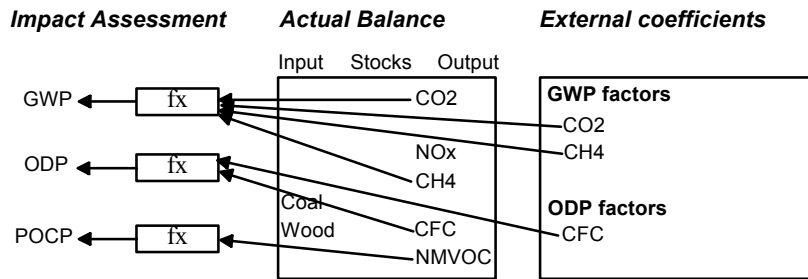 Impact Assessment Actual Balance External coefficients
Input Stocks Output
GWP fx CO2 GWP factors
CO2
NOx CH4
ODP fx CH4
Coal ODP factors
Wood CFC CFC
POCP fx NMVOC